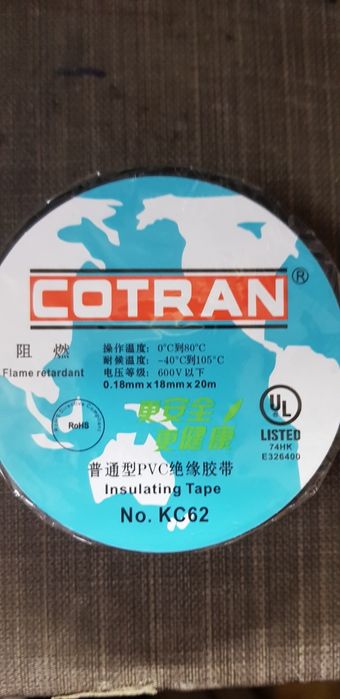 COTRAN®
阻燃
Flame retardant
操作温度: 0°C到80°C
耐候温度: -40°C到105°C
电压等级: 600V以下
0.18mm x 18mm x 20m
RoHS
更安全
更健康
UL
LISTED
74HK
E326400
普通型PVC绝缘胶带
Insulating Tape
No. KC62